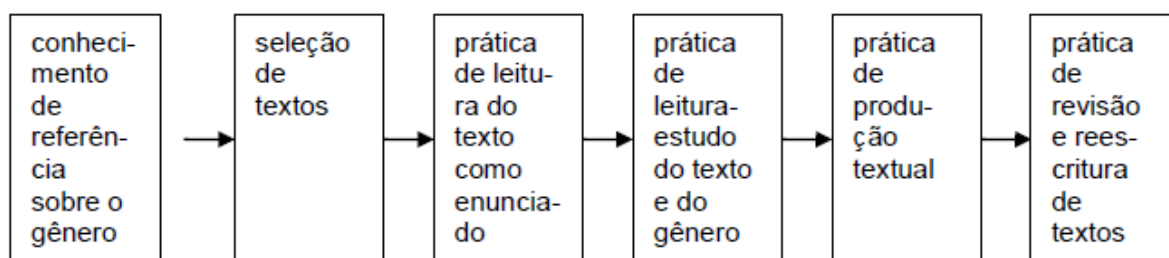 conheci-
mento
de
referên-
cia
sobre o
gênero
seleção
de
textos
prática
de leitu-
ra do
texto
como
enuncia-
do
prática
de
leitura-
estudo
do texto
e do
gênero
prática
de
produ-
ção
textual
prática
de
revisão
e rees-
critura
de
textos